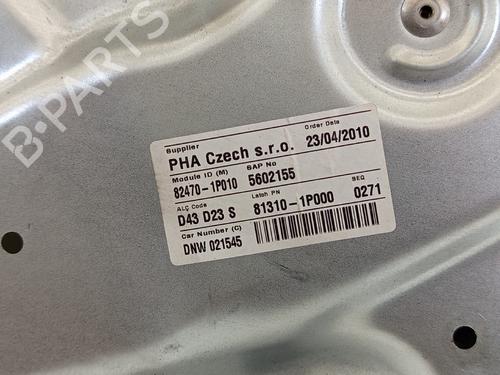 B-PARTS
Supplier
Order Date
PHA Czech s.r.o. 23/04/2010
Module ID (M) SAP No
82470-1P010 5602155
ALC Code Latch PN SEQ
D43 D23 S 81310-1P000 0271
Car Number (C)
DNW 021545